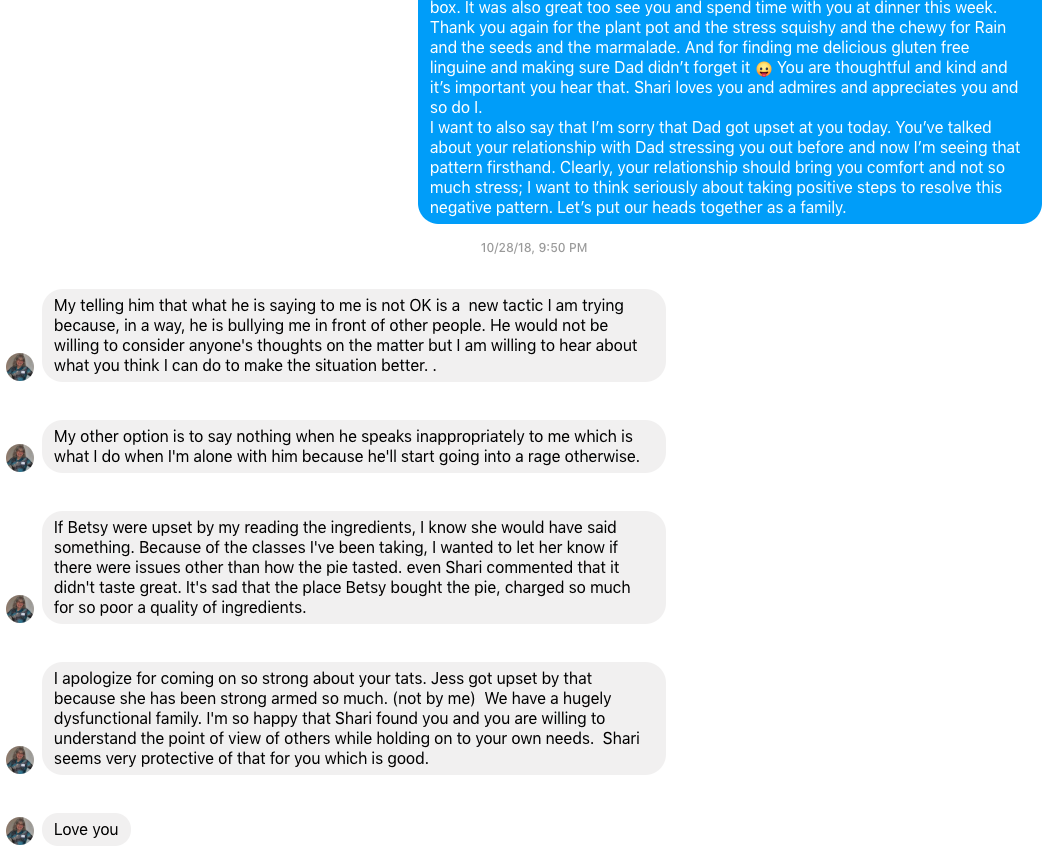 box. It was also great too see you and spend time with you at dinner this week.
Thank you again for the plant pot and the stress squishy and the chewy for Rain
and the seeds and the marmalade. And for finding me delicious gluten free
linguine and making sure Dad didn’t forget it 😛 You are thoughtful and kind and
it’s important you hear that. Shari loves you and admires and appreciates you and
so do I.
I want to also say that I’m sorry that Dad got upset at you today. You’ve talked
about your relationship with Dad stressing you out before and now I’m seeing that
pattern firsthand. Clearly, your relationship should bring you comfort and not so
much stress; I want to think seriously about taking positive steps to resolve this
negative pattern. Let’s put our heads together as a family.
10/28/18, 9:50 PM
My telling him that what he is saying to me is not OK is a  new tactic I am trying
because, in a way, he is bullying me in front of other people. He would not be
willing to consider anyone's thoughts on the matter but I am willing to hear about
what you think I can do to make the situation better. .
My other option is to say nothing when he speaks inappropriately to me which is
what I do when I'm alone with him because he'll start going into a rage otherwise.
If Betsy were upset by my reading the ingredients, I know she would have said
something. Because of the classes I've been taking, I wanted to let her know if
there were issues other than how the pie tasted. even Shari commented that it
didn't taste great. It's sad that the place Betsy bought the pie, charged so much
for so poor a quality of ingredients.
I apologize for coming on so strong about your tats. Jess got upset by that
because she has been strong armed so much. (not by me)  We have a hugely
dysfunctional family. I'm so happy that Shari found you and you are willing to
understand the point of view of others while holding on to your own needs.  Shari
seems very protective of that for you which is good.
Love you